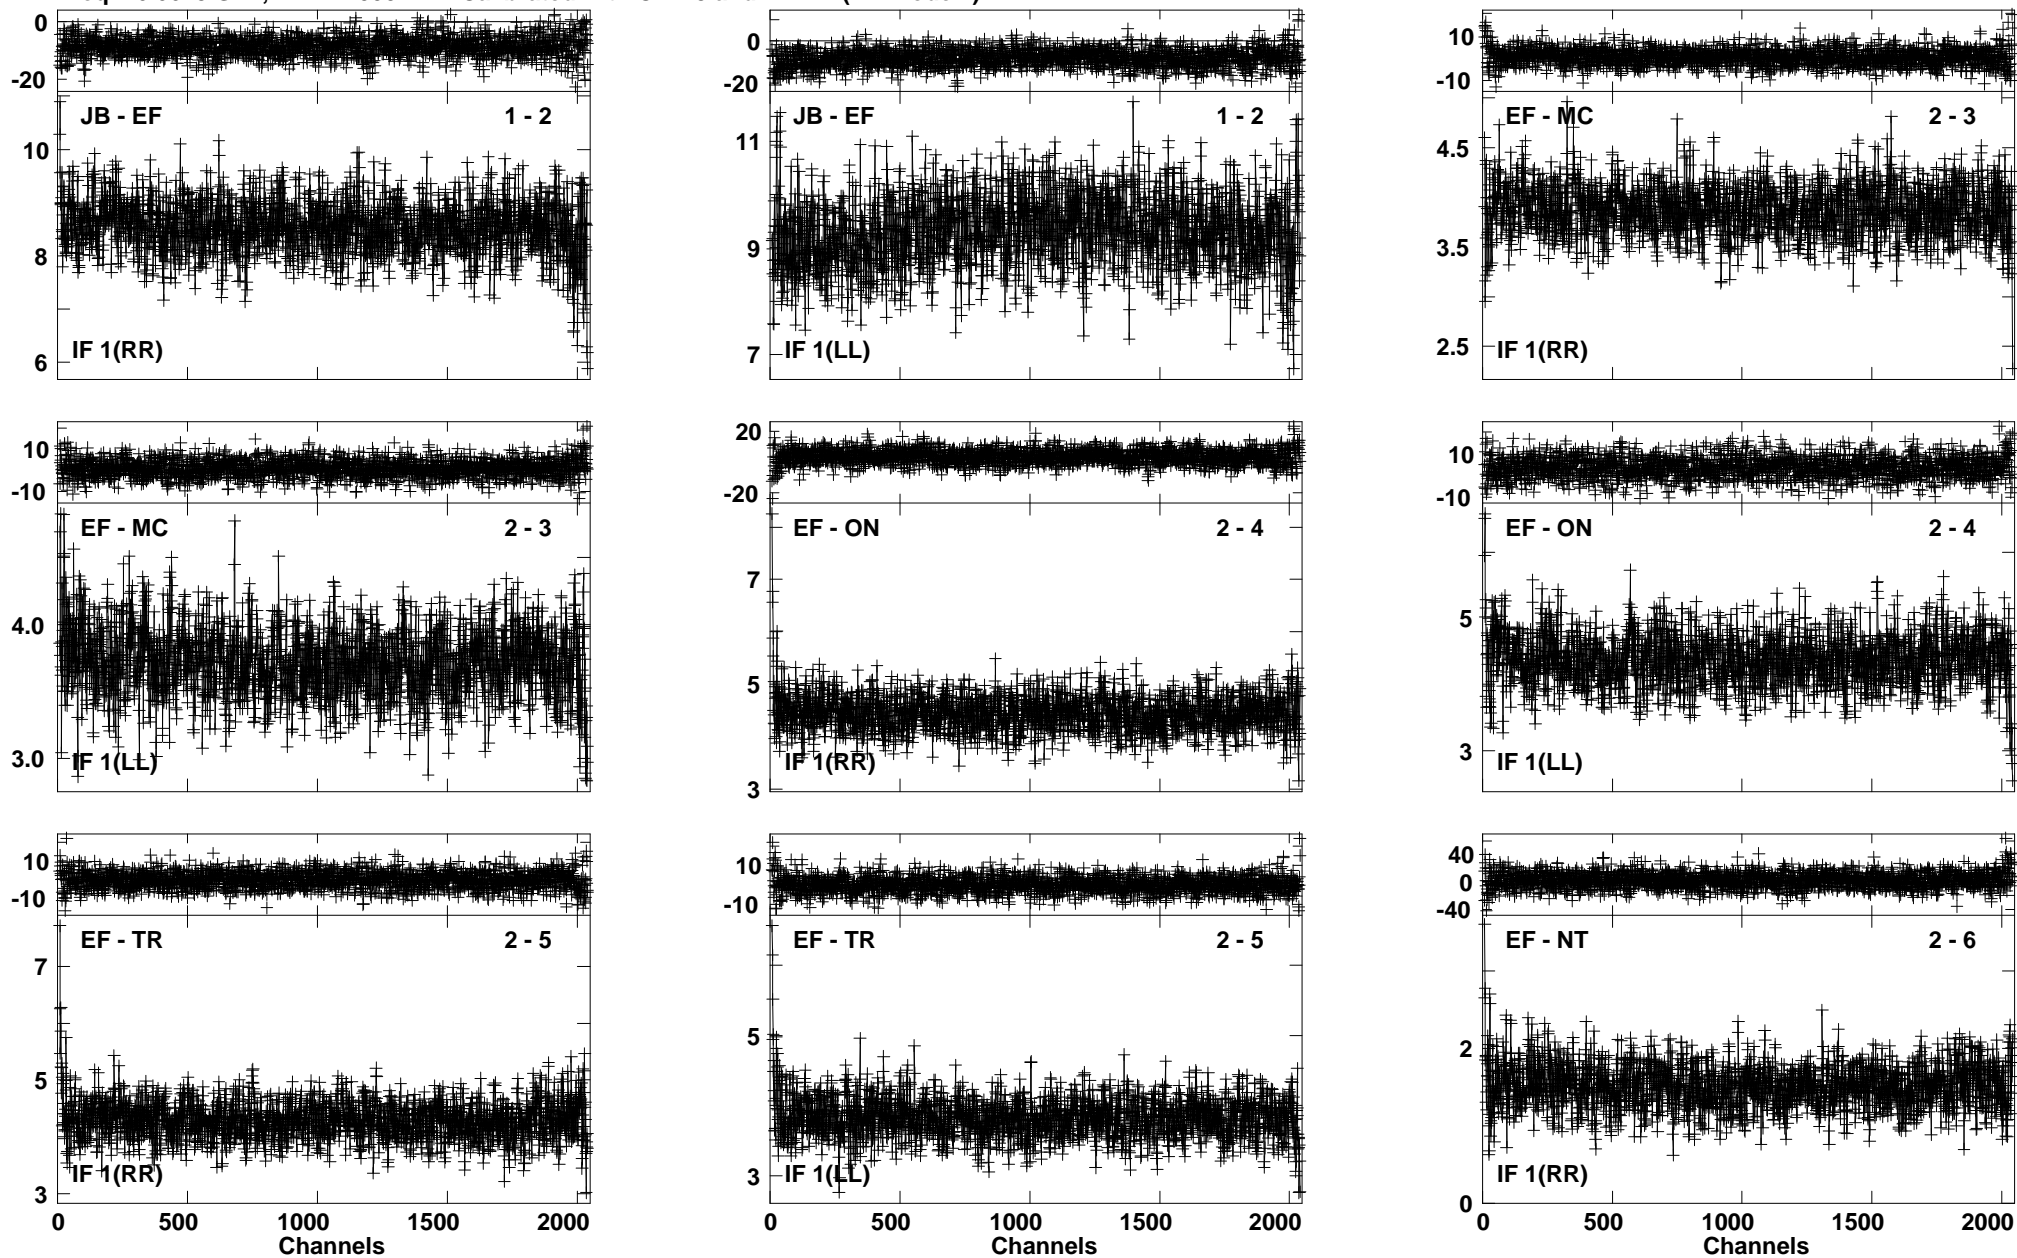 0
-20
JB - EF 1 - 2
10
8
6
IF 1(RR)
0
-20
JB - EF 1 - 2
11
9
7
IF 1(LL)
10
-10
EF - MC 2 - 3
4.5
3.5
2.5
IF 1(RR)
10
-10
EF - MC 2 - 3
4.0
3.0
IF 1(LL)
20
-20
EF - ON 2 - 4
7
5
3
IF 1(RR)
10
-10
EF - ON 2 - 4
5
3
IF 1(LL)
10
-10
EF - TR 2 - 5
7
5
3
IF 1(RR)
0 500 1000 1500 2000
Channels
10
-10
EF - TR 2 - 5
5
3
IF 1(LL)
0 500 1000 1500 2000
Channels
40
0
-40
EF - NT 2 - 6
2
0
IF 1(RR)
0 500 1000 1500 2000
Channels